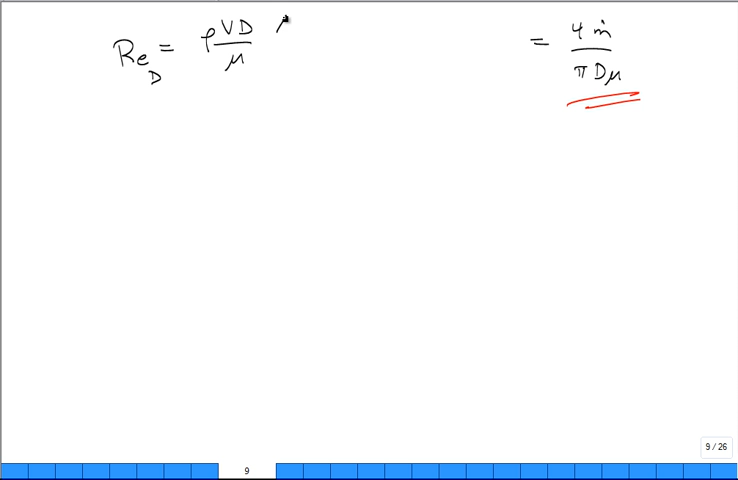 Re_D = ρVD/μ = 4ṁ/πDμ
9 / 26
9